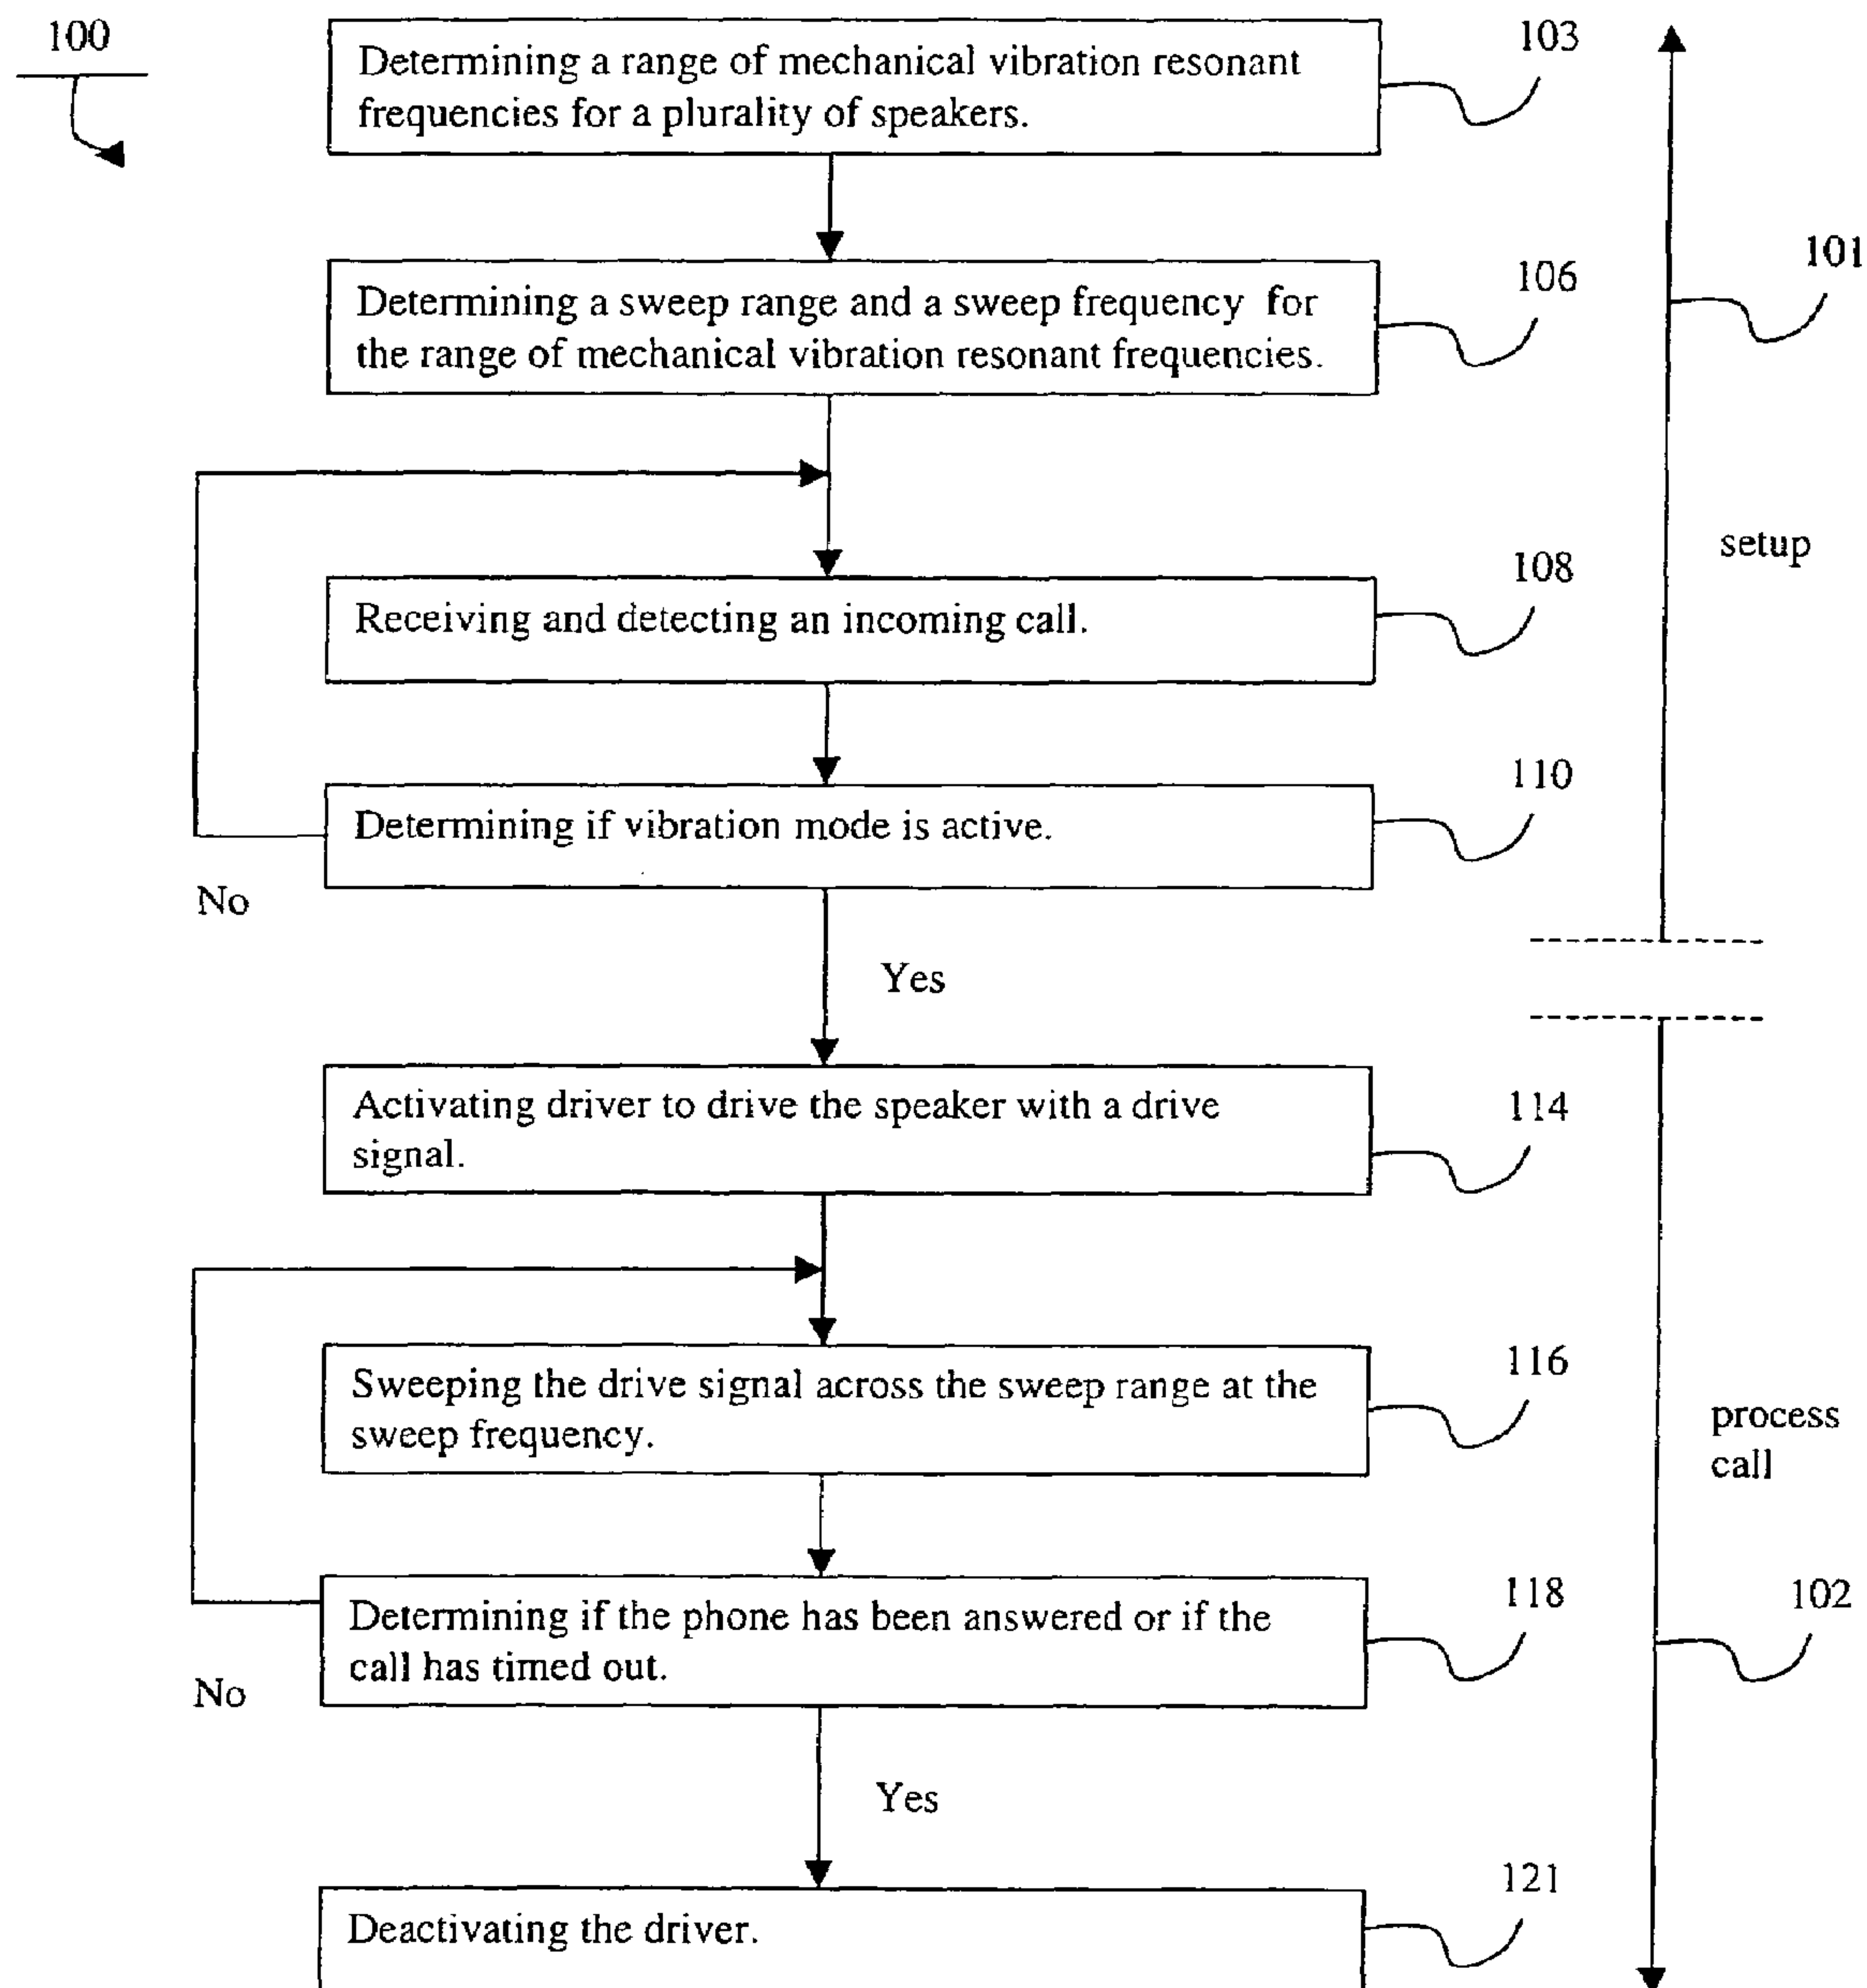 100
Determining a range of mechanical vibration resonant
frequencies for a plurality of speakers.
103
Determining a sweep range and a sweep frequency for
the range of mechanical vibration resonant frequencies.
106
101
setup
Receiving and detecting an incoming call.
108
Determining if vibration mode is active.
110
No
Yes
Activating driver to drive the speaker with a drive
signal.
114
Sweeping the drive signal across the sweep range at the
sweep frequency.
116
process
call
Determining if the phone has been answered or if the
call has timed out.
118
102
No
Yes
Deactivating the driver.
121